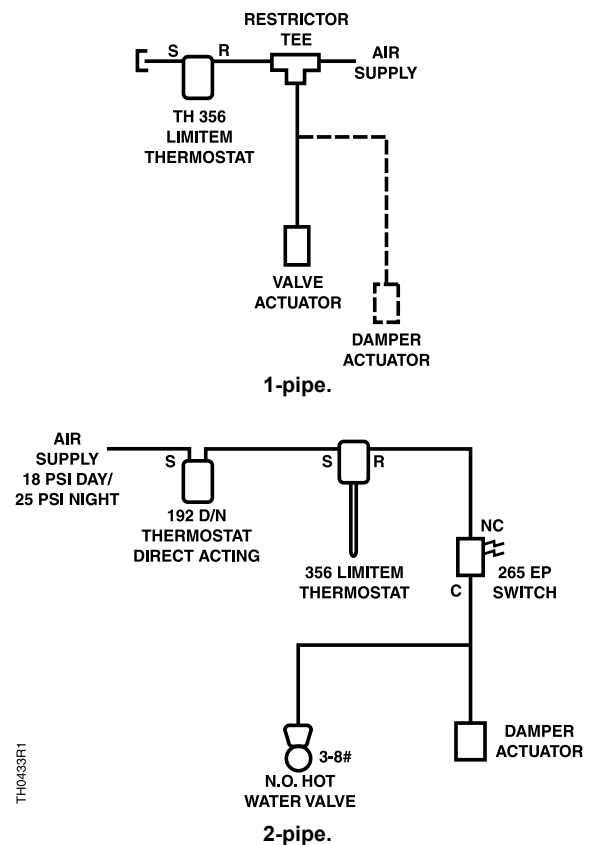 RESTRICTOR
TEE
S
R
AIR
SUPPLY
TH 356
LIMITEM
THERMOSTAT
VALVE
ACTUATOR
DAMPER
ACTUATOR
1-pipe.
AIR
SUPPLY
18 PSI DAY/
25 PSI NIGHT
S
192 D/N
THERMOSTAT
DIRECT ACTING
S
R
356 LIMITEM
THERMOSTAT
NC
265 EP
SWITCH
C
3-8#
N.O. HOT
WATER VALVE
DAMPER
ACTUATOR
TH0433R1
2-pipe.